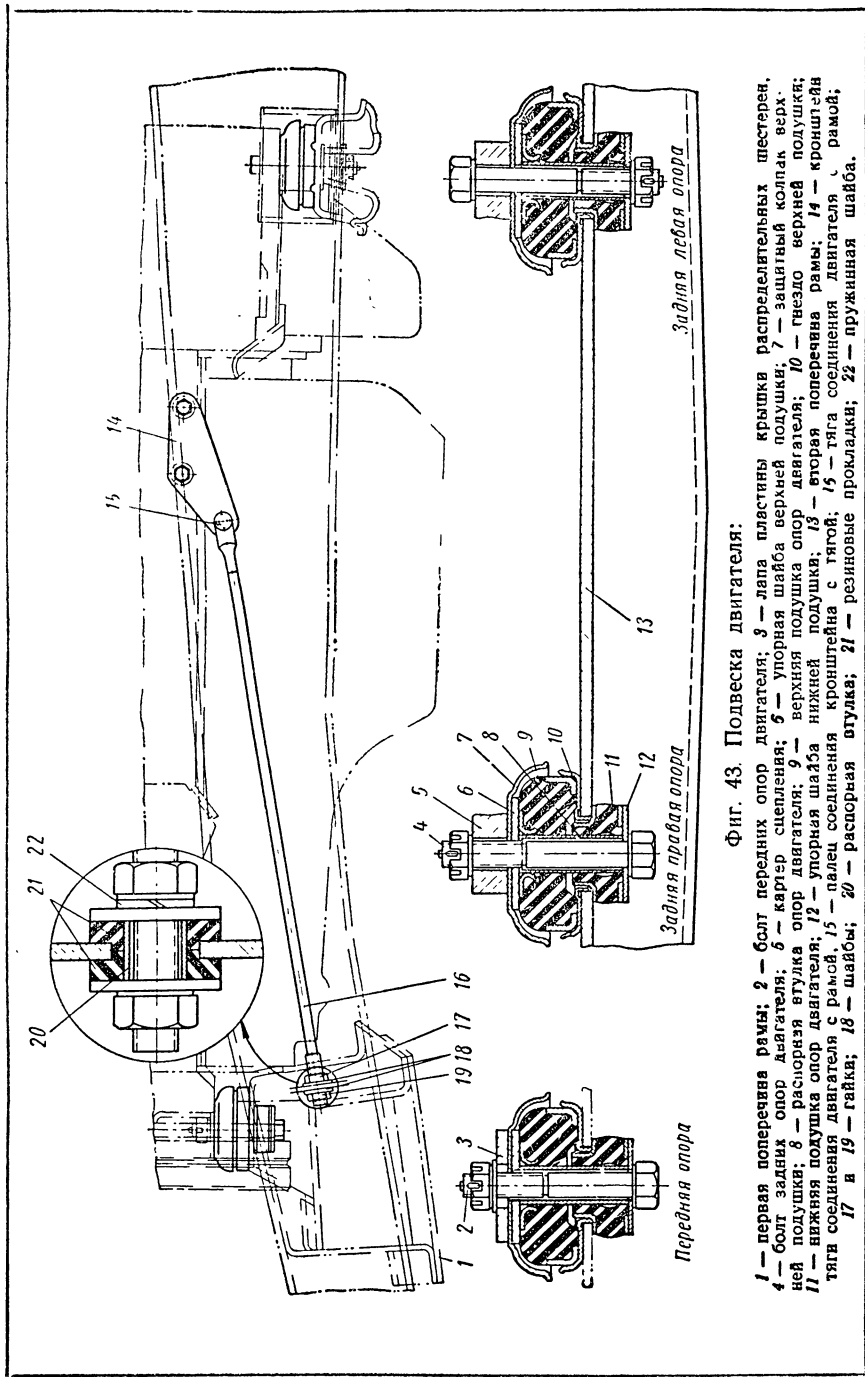 20
21
22
15
14
16
17
18
19
1
2
3
Передняя опора
4
5
6
7
8
9
10
11
12
Задняя правая опора
13
Задняя левая опора
Фиг. 43. Подвеска двигателя:
1 — первая поперечина рамы; 2 — болт передних опор двигателя; 3 — лапа пластины крышки распределительных шестерен,
4 — болт задних опор двигателя; 5 — картер сцепления; 6 — упорная шайба верхней подушки; 7 — защитный колпак верх-
ней подушки; 8 — распорная втулка опор двигателя; 9 — верхняя подушка опор двигателя; 10 — гнездо верхней подушки;
11 — нижняя подушка опор двигателя; 12 — упорная шайба нижней подушки; 13 — вторая поперечина рамы; 14 — кронштейн
тяги соединения двигателя с рамой, 15 — палец соединения кронштейна с тягой; 15 — тяга соединения двигателя с рамой;
17 и 19 — гайки; 18 — шайбы; 20 — распорная втулка; 21 — резиновые прокладки; 22 — пружинная шайба.